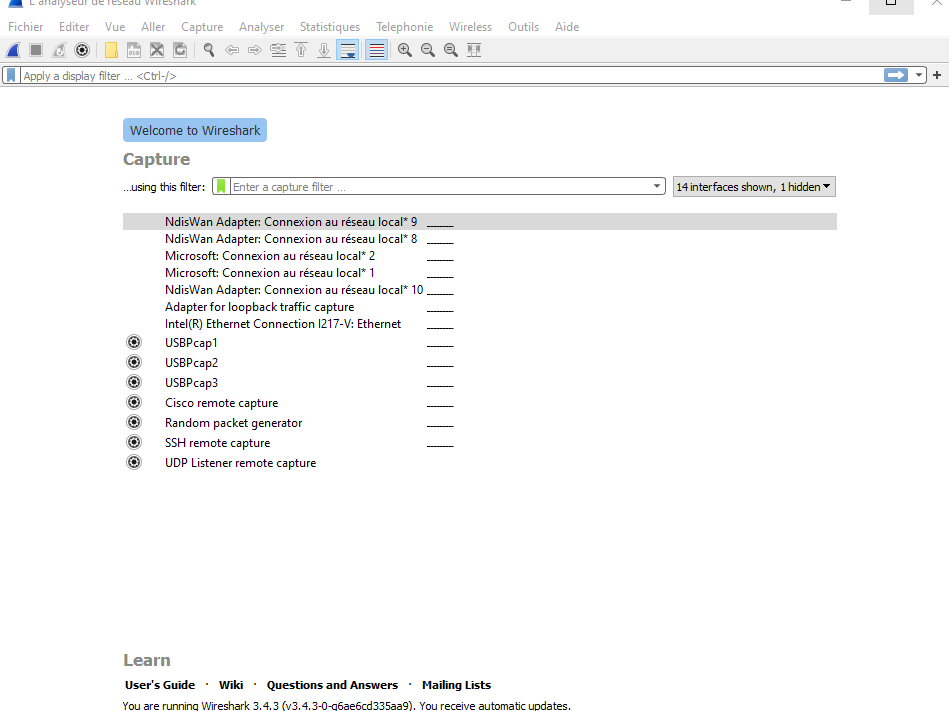 L'analyseur de réseau Wireshark
Fichier Editer Vue Aller Capture Analyser Statistiques Telephonie Wireless Outils Aide
Apply a display filter ... <Ctrl-/>
Welcome to Wireshark
Capture
...using this filter: Enter a capture filter ... 14 interfaces shown, 1 hidden
NdisWan Adapter: Connexion au réseau local* 9
NdisWan Adapter: Connexion au réseau local* 8
Microsoft: Connexion au réseau local* 2
Microsoft: Connexion au réseau local* 1
NdisWan Adapter: Connexion au réseau local* 10
Adapter for loopback traffic capture
Intel(R) Ethernet Connection I217-V: Ethernet
USBPcap1
USBPcap2
USBPcap3
Cisco remote capture
Random packet generator
SSH remote capture
UDP Listener remote capture
Learn
User's Guide · Wiki · Questions and Answers · Mailing Lists
You are running Wireshark 3.4.3 (v3.4.3-0-g6ae6cd335aa9). You receive automatic updates.